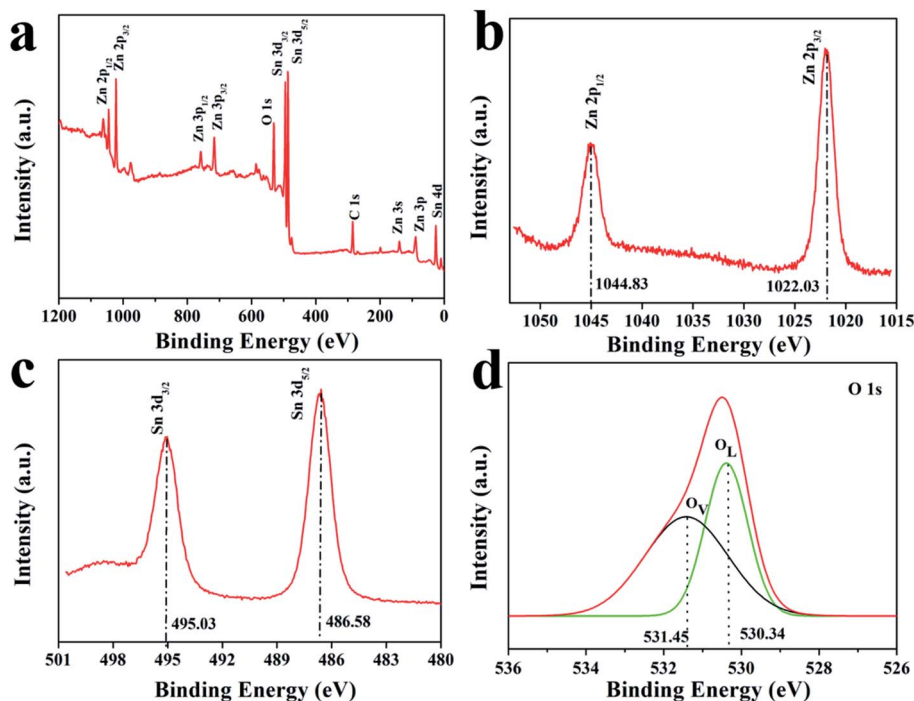 a
Zn 2p1/2
Zn 2p3/2
Zn 3p1/2
Zn 3p3/2
O 1s
Sn 3d3/2
Sn 3d5/2
C 1s
Zn 3s
Zn 3p
Sn 4d
Intensity (a.u.)
1200 1000 800 600 400 200 0
Binding Energy (eV)
b
Zn 2p1/2
Zn 2p3/2
1044.83
1022.03
Intensity (a.u.)
1050 1045 1040 1035 1030 1025 1020 1015
Binding Energy (eV)
c
Sn 3d3/2
Sn 3d5/2
495.03
486.58
Intensity (a.u.)
501 498 495 492 489 486 483 480
Binding Energy (eV)
d
O 1s
OL
OV
531.45
530.34
Intensity (a.u.)
536 534 532 530 528 526
Binding Energy (eV)